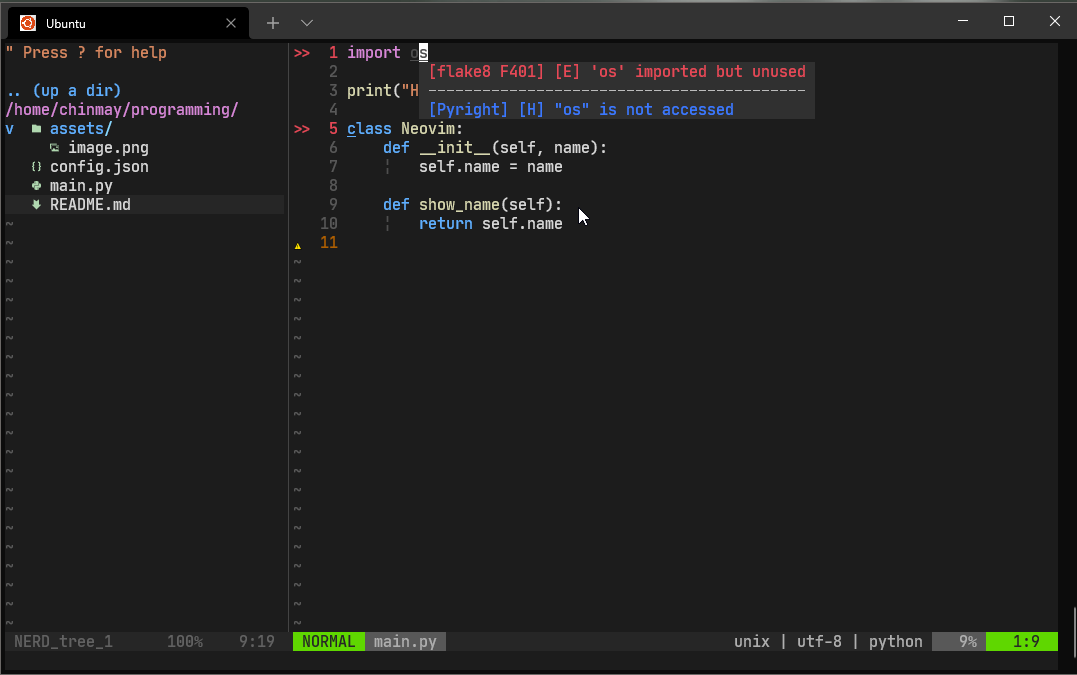 Ubuntu
" Press ? for help
.. (up a dir)
/home/chinmay/programming/
v assets/
image.png
{} config.json
main.py
README.md
>> 1 import os
[flake8 F401] [E] 'os' imported but unused
------------------------------------------
[Pyright] [H] "os" is not accessed
2
3 print("H
4
>> 5 class Neovim:
6 def __init__(self, name):
7 ¦ self.name = name
8
9 def show_name(self):
10 ¦ return self.name
11
NERD_tree_1 100% 9:19
NORMAL main.py unix | utf-8 | python 9% 1:9